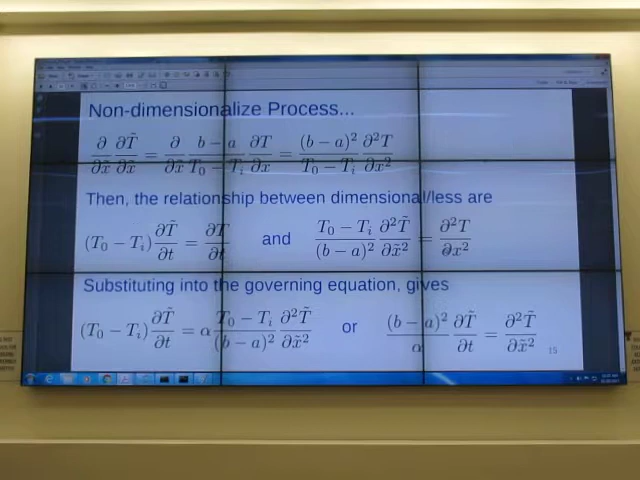 Non-dimensionalize Process...
∂/∂x̃ ∂T̃/∂x̃ = ∂/∂x̃ (b − a)/(T₀ − Tᵢ) ∂T/∂x = (b − a)²/(T₀ − Tᵢ) ∂²T/∂x²
Then, the relationship between dimensional/less are
(T₀ − Tᵢ) ∂T̃/∂t = ∂T/∂t and (T₀ − Tᵢ)/(b − a)² ∂²T̃/∂x̃² = ∂²T/∂x²
Substituting into the governing equation, gives
(T₀ − Tᵢ) ∂T̃/∂t = α (T₀ − Tᵢ)/(b − a)² ∂²T̃/∂x̃² or (b − a)²/α ∂T̃/∂t = ∂²T̃/∂x̃²
15